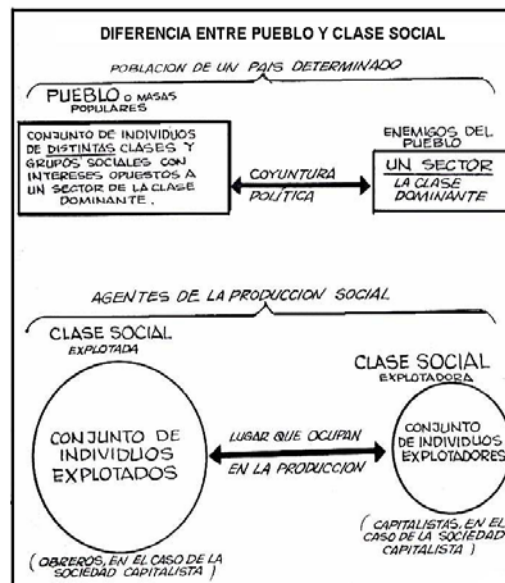 DIFERENCIA ENTRE PUEBLO Y CLASE SOCIAL
POBLACION DE UN PAIS DETERMINADO
PUEBLO O MASAS
POPULARES
CONJUNTO DE INDIVIDUOS
DE DISTINTAS CLASES Y
GRUPOS SOCIALES CON
INTERESES OPUESTOS A
UN SECTOR DE LA CLASE
DOMINANTE.
COYUNTURA
POLÍTICA
ENEMIGOS DEL
PUEBLO
UN SECTOR
LA CLASE
DOMINANTE
AGENTES DE LA PRODUCCION SOCIAL
CLASE SOCIAL
EXPLOTADA
CONJUNTO DE
INDIVIDUOS
EXPLOTADOS
(OBREROS, EN EL CASO DE LA
SOCIEDAD CAPITALISTA)
LUGAR QUE OCUPAN
EN LA PRODUCCION
CLASE SOCIAL
EXPLOTADORA
CONJUNTO
DE INDIVIDUOS
EXPLOTADORES
(CAPITALISTAS, EN EL
CASO DE LA SOCIEDAD
CAPITALISTA)